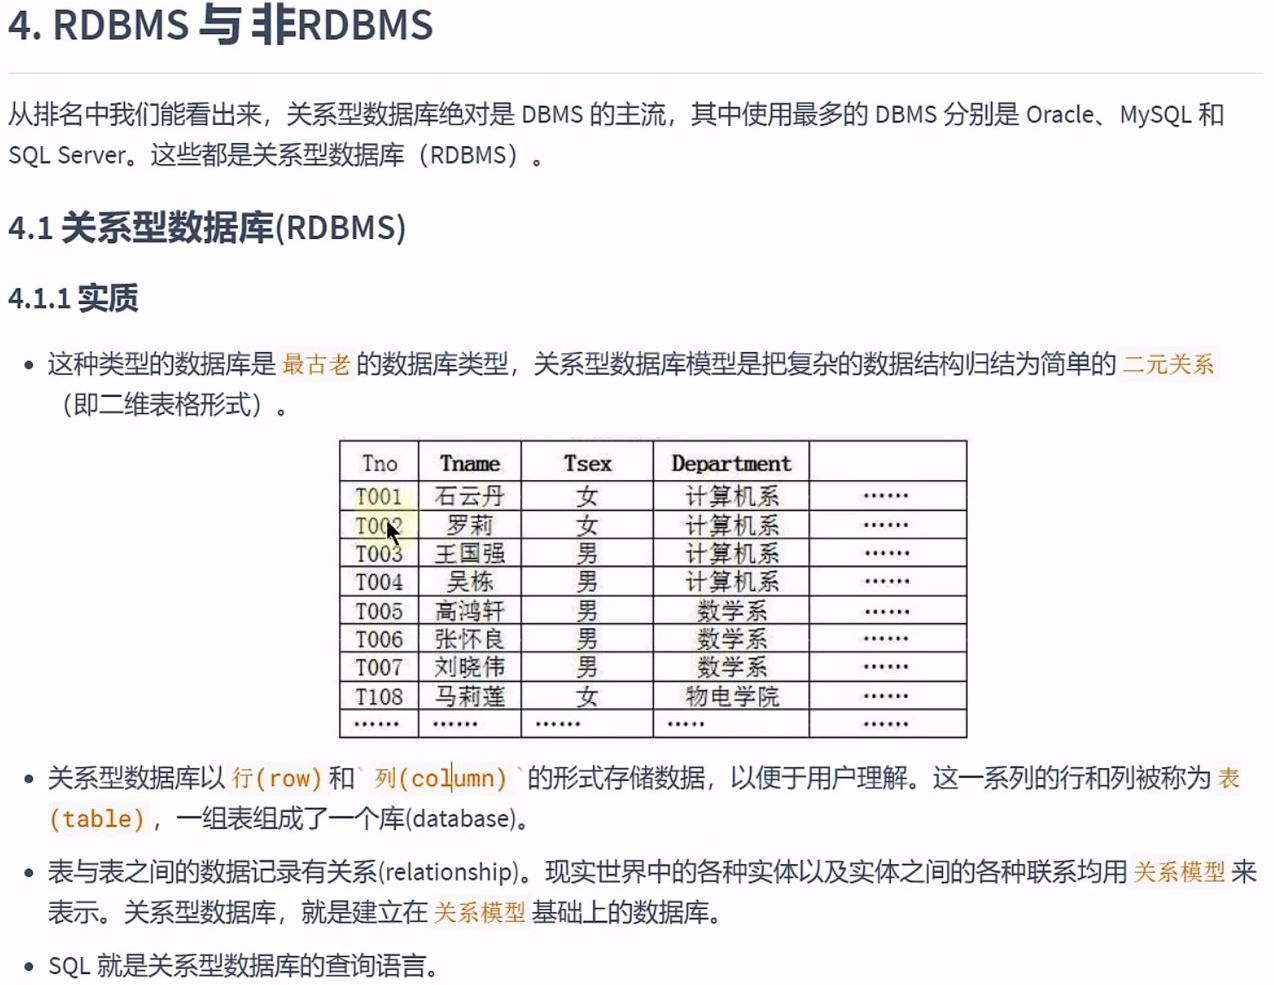 4. RDBMS 与 非RDBMS
从排名中我们能看出来，关系型数据库绝对是 DBMS 的主流，其中使用最多的 DBMS 分别是 Oracle、MySQL 和
SQL Server。这些都是关系型数据库（RDBMS）。
4.1 关系型数据库(RDBMS)
4.1.1 实质
• 这种类型的数据库是 最古老 的数据库类型，关系型数据库模型是把复杂的数据结构归结为简单的 二元关系
（即二维表格形式）。
Tno Tname Tsex Department
T001 石云丹 女 计算机系 ……
T002 罗莉 女 计算机系 ……
T003 王国强 男 计算机系 ……
T004 吴栋 男 计算机系 ……
T005 高鸿轩 男 数学系 ……
T006 张怀良 男 数学系 ……
T007 刘晓伟 男 数学系 ……
T108 马莉莲 女 物电学院 ……
…… …… …… ….. ……
• 关系型数据库以 行(row) 和` 列(column) `的形式存储数据，以便于用户理解。这一系列的行和列被称为 表
(table) ，一组表组成了一个库(database)。
• 表与表之间的数据记录有关系(relationship)。现实世界中的各种实体以及实体之间的各种联系均用 关系模型 来
表示。关系型数据库，就是建立在 关系模型 基础上的数据库。
• SQL 就是关系型数据库的查询语言。